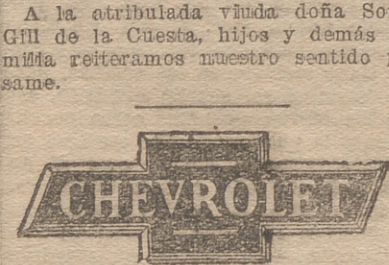 A la atribulada viuda doña So
Gill de la Cuesta, hijos y demás
milia reiteramos nuestro sentido
same.
CHEVROLET